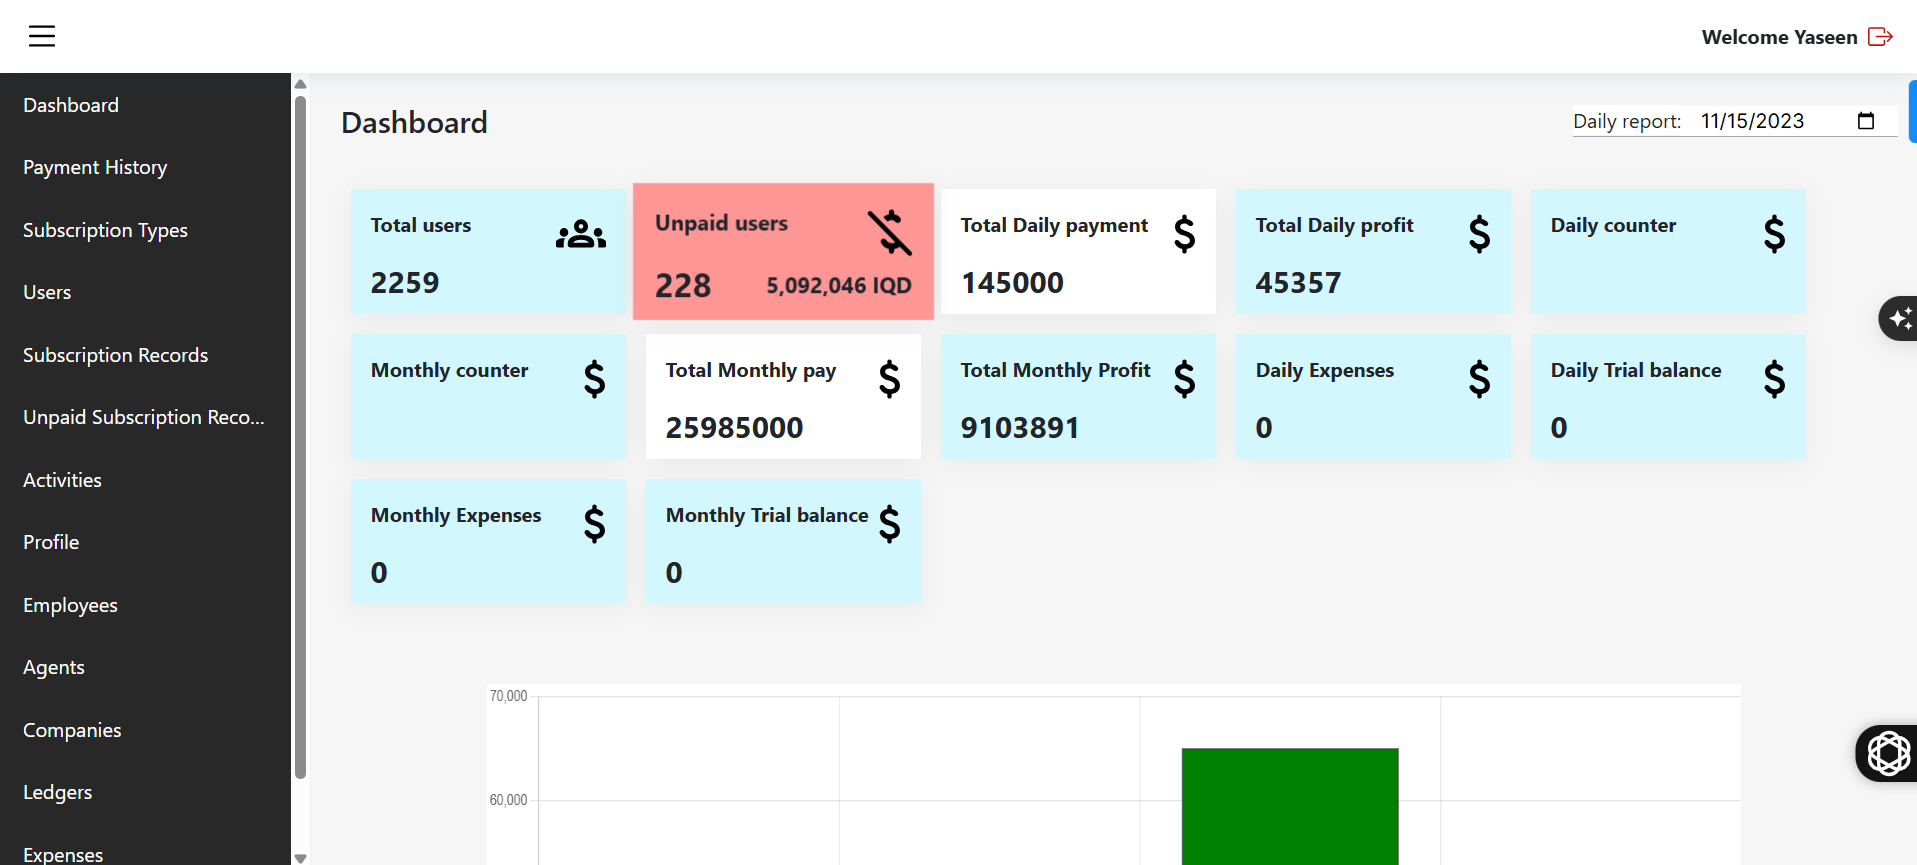 Welcome Yaseen
Dashboard
Payment History
Subscription Types
Users
Subscription Records
Unpaid Subscription Reco...
Activities
Profile
Employees
Agents
Companies
Ledgers
Expenses
Dashboard
Daily report: 11/15/2023
Total users
2259
Unpaid users
228 5,092,046 IQD
Total Daily payment
145000
Total Daily profit
45357
Daily counter
Monthly counter
Total Monthly pay
25985000
Total Monthly Profit
9103891
Daily Expenses
0
Daily Trial balance
0
Monthly Expenses
0
Monthly Trial balance
0
70,000
60,000